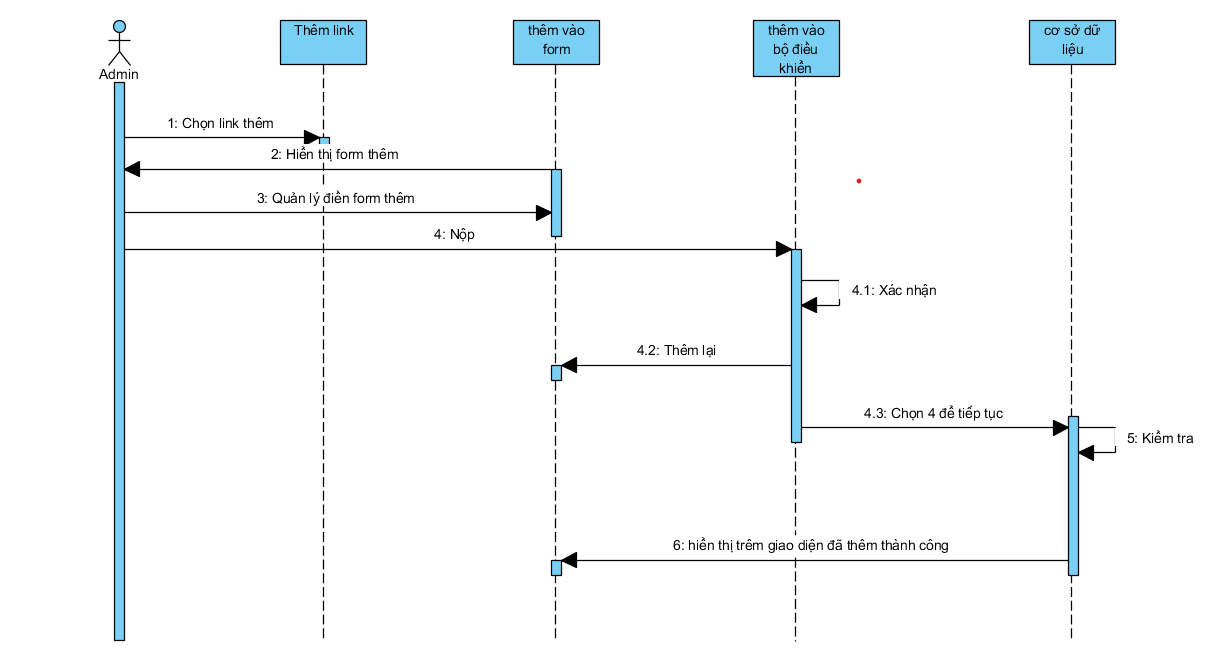 Admin
Thêm link
thêm vào
form
thêm vào
bộ điều
khiển
cơ sở dữ
liệu
1: Chọn link thêm
2: Hiển thị form thêm
3: Quản lý điền form thêm
4: Nộp
4.1: Xác nhận
4.2: Thêm lại
4.3: Chọn 4 để tiếp tục
5: Kiểm tra
6: hiển thị trêm giao diện đã thêm thành công